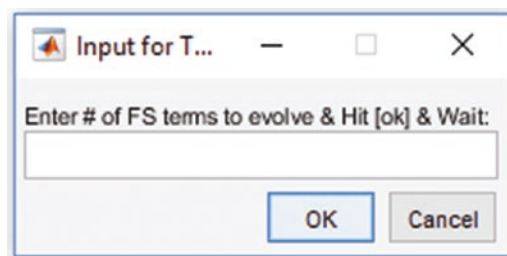 Input for T...
Enter # of FS terms to evolve & Hit [ok] & Wait:
OK Cancel